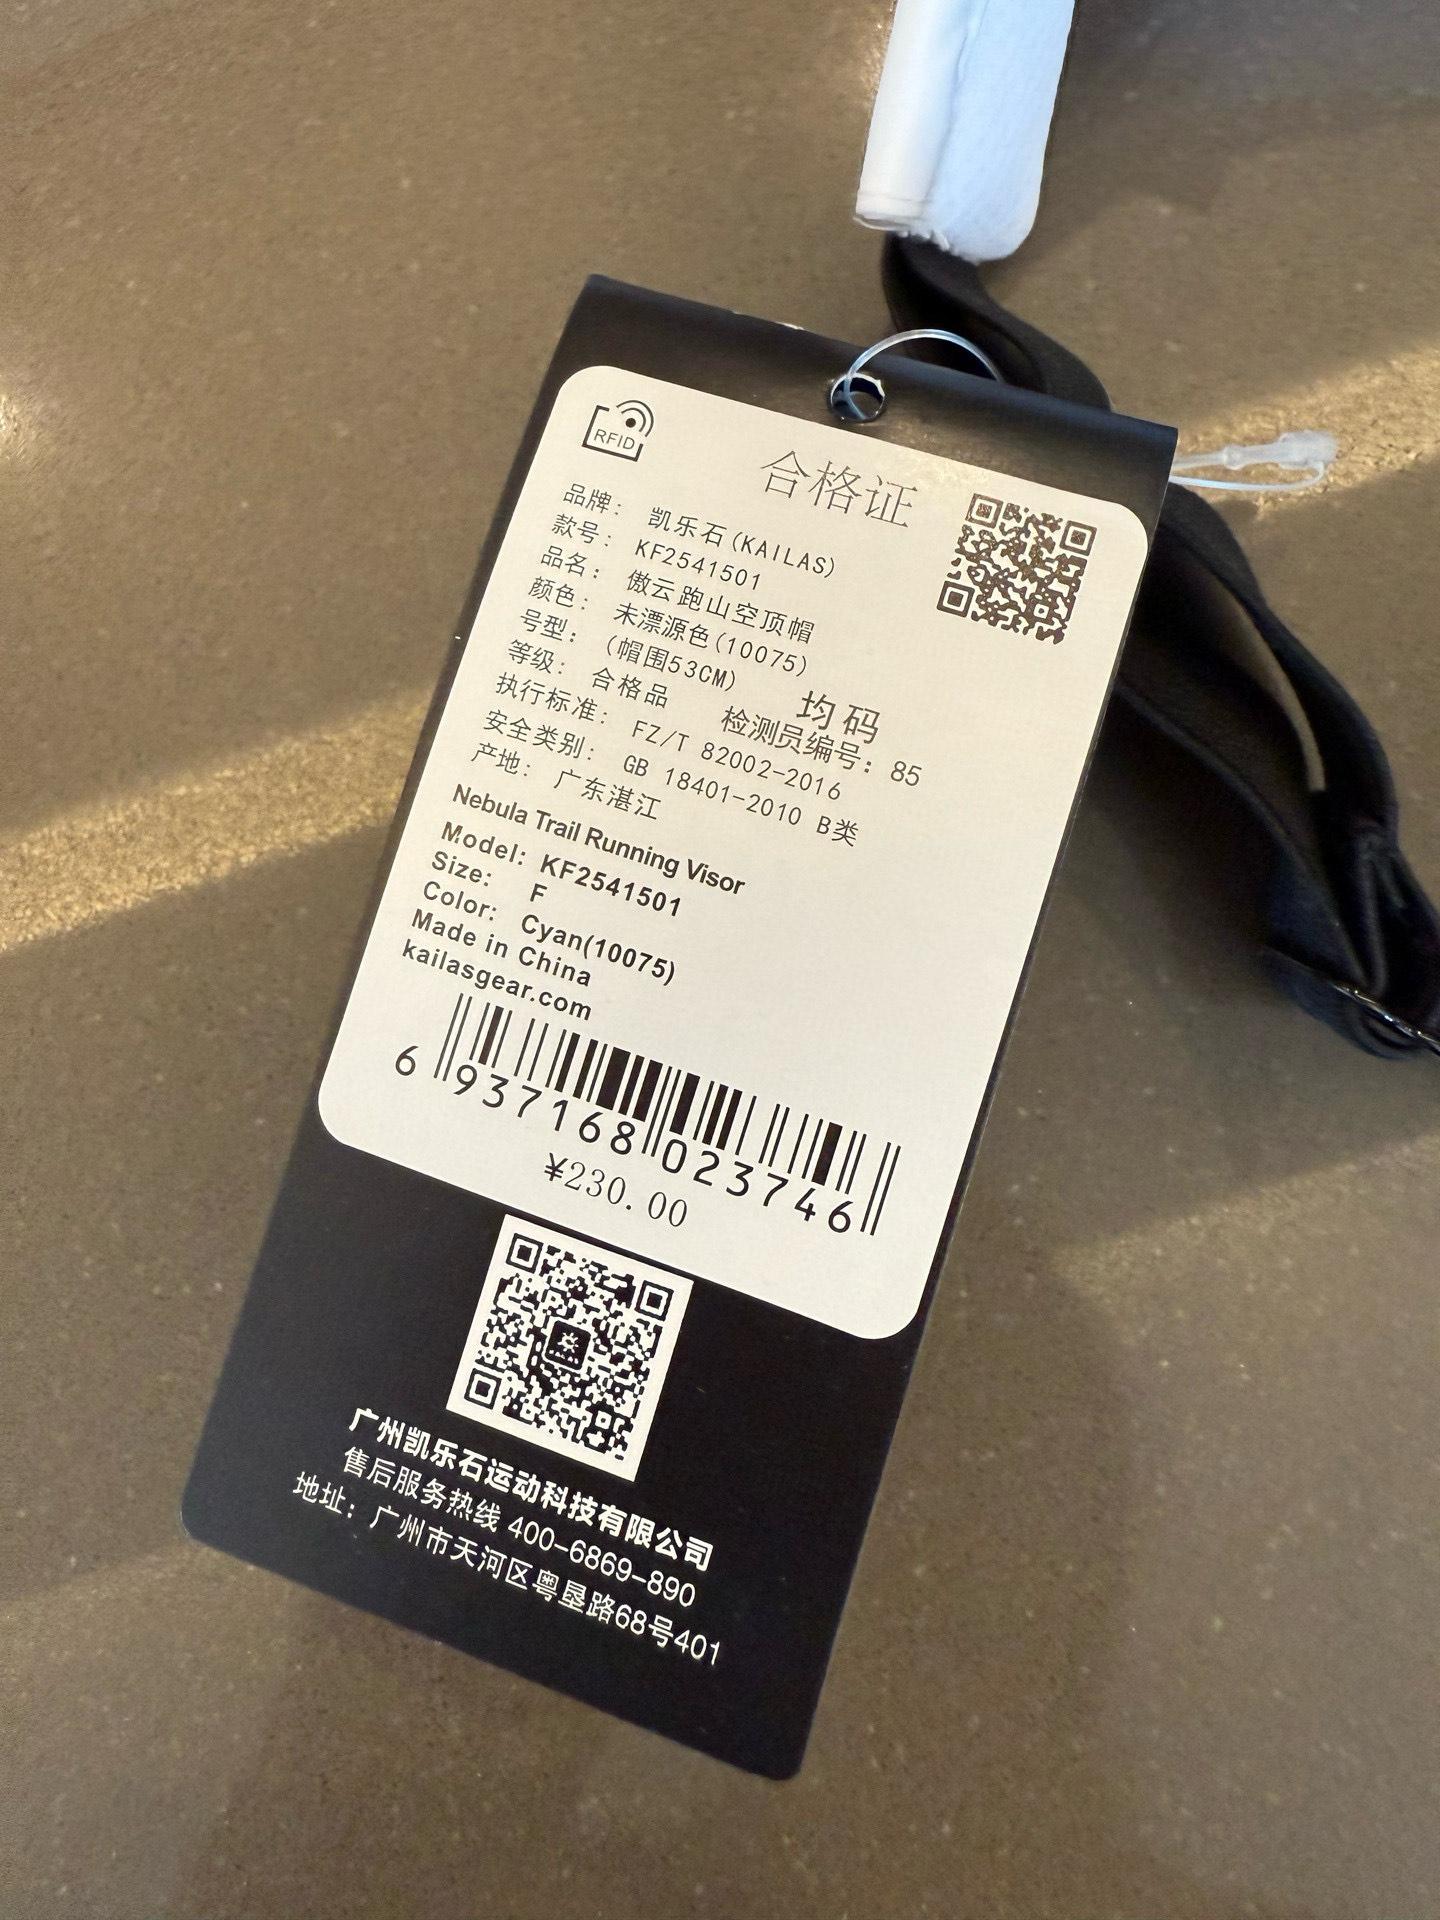 RFID
合格证
品牌: 凯乐石(KAILAS)
款号: KF2541501
品名: 傲云跑山空顶帽
颜色: 未漂源色(10075)
号型: (帽围53CM) 均码
等级: 合格品 检测员编号: 85
执行标准: FZ/T 82002-2016
安全类别: GB 18401-2010 B类
产地: 广东湛江
Nebula Trail Running Visor
Model: KF2541501
Size: F
Color: Cyan(10075)
Made in China
kailasgear.com
6 937168 023746
¥230.00
广州凯乐石运动科技有限公司
售后服务热线 400-6869-890
地址: 广州市天河区粤垦路68号401